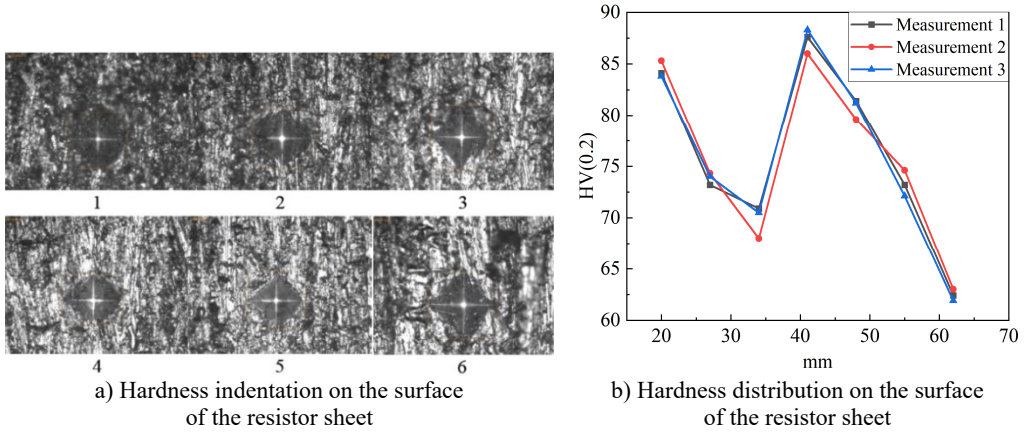 1 2 3
4 5 6
a) Hardness indentation on the surface
of the resistor sheet
90
85
80
75
70
65
60
HV(0.2)
Measurement 1
Measurement 2
Measurement 3
20 30 40 50 60 70
mm
b) Hardness distribution on the surface
of the resistor sheet